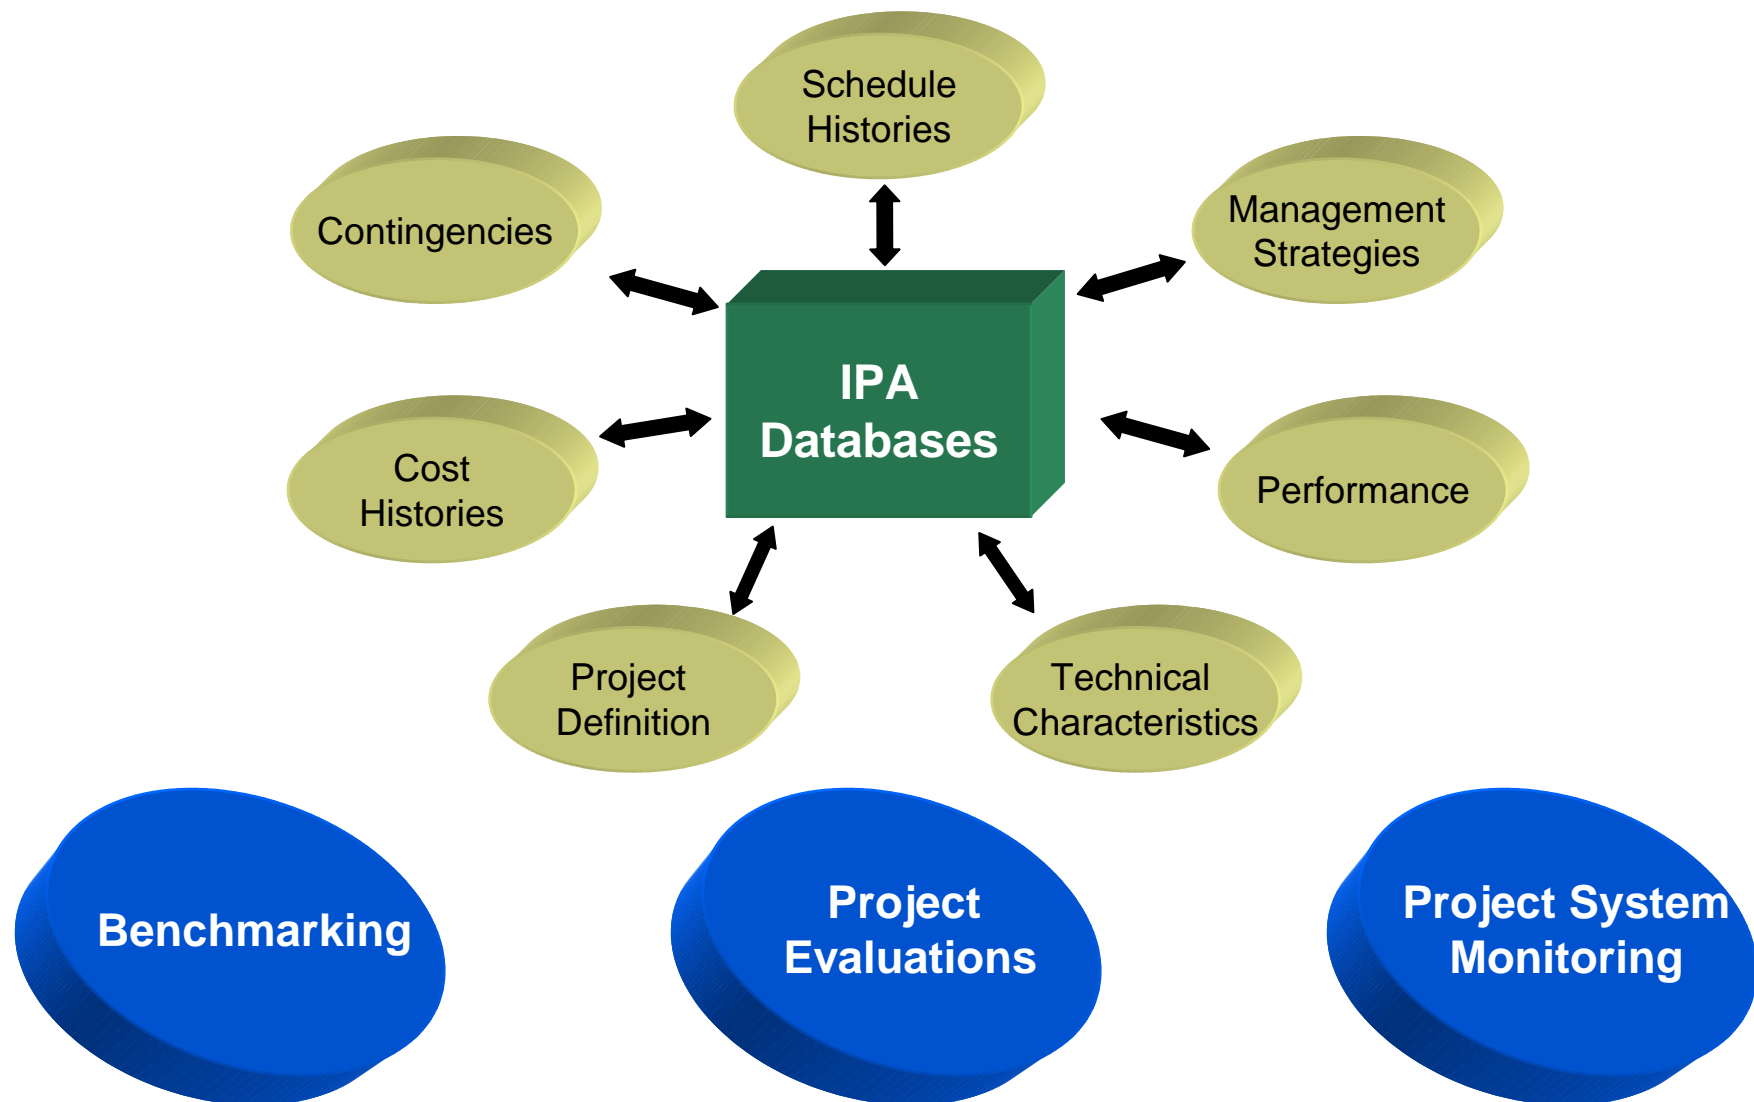 Schedule
Histories
Contingencies
Management
Strategies
IPA
Databases
Cost
Histories
Performance
Project
Definition
Technical
Characteristics
Benchmarking
Project
Evaluations
Project System
Monitoring